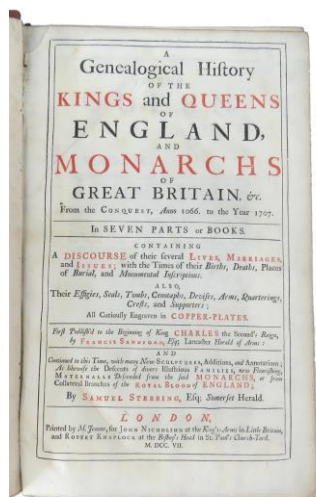 A
Genealogical Hiſtory
OF THE
KINGS and QUEENS
OF
ENGLAND,
AND
MONARCHS
OF
GREAT BRITAIN, &c.
From the CONQUEST, Anno 1066. to the Year 1707.
In SEVEN PARTS or BOOKS.
CONTAINING
A DISCOURSE of their ſeveral LIVES, MARRIAGES,
and ISSUES; with the Times of their Births, Deaths, Places
of Burial, and Monumental Inſcriptions.
ALSO,
Their Effigies, Seals, Tombs, Cenotaphs, Deviſes, Arms, Quarterings,
Creſts, and Supporters;
All Curiouſly Engraven in COPPER-PLATES.
Firſt Publiſh'd to the Beginning of King CHARLES the Second's Reign,
by FRANCIS SANDFORD, Eſq; Lancaſter Herald of Arms:
AND
Continued to this Time, with many New SCULPTURES, Additions, and Annotations;
As likewiſe the Deſcents of divers Illuſtrious FAMILIES, now Flouriſhing,
MATERNALLY Deſcended from the ſaid MONARCHS, or from
Collateral Branches of the ROYAL BLOOD of ENGLAND;
By SAMUEL STEBBING, Eſq; Somerſet Herald.
LONDON,
Printed by M. Jenour, for JOHN NICHOLSON at the King's-Arms in Little Britain,
and ROBERT KNAPLOCK at the Biſhop's Head in St. Paul's Church-Yard.
M. DCC. VII.